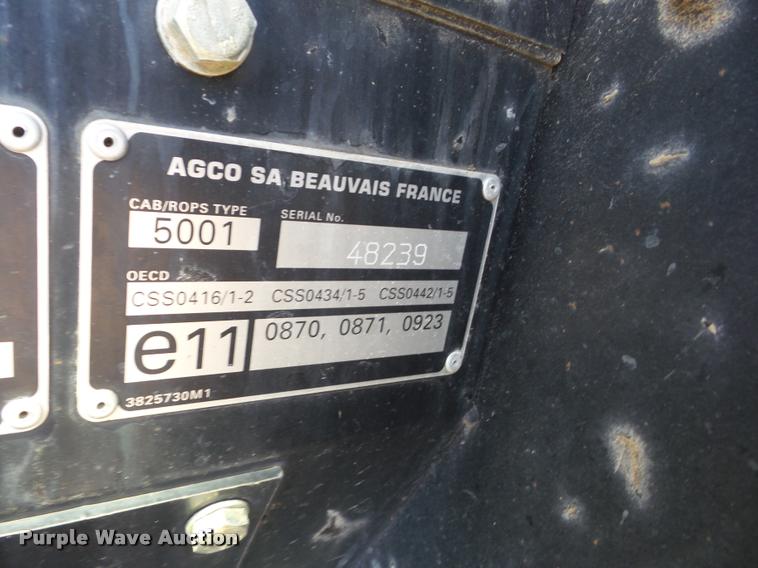 AGCO SA BEAUVAIS FRANCE
CAB/ROPS TYPE SERIAL No.
5001 48239
OECD
CSS0416/1-2 CSS0434/1-5 CSS0442/1-5
e11 0870, 0871, 0923
3825730M1
Purple Wave Auction